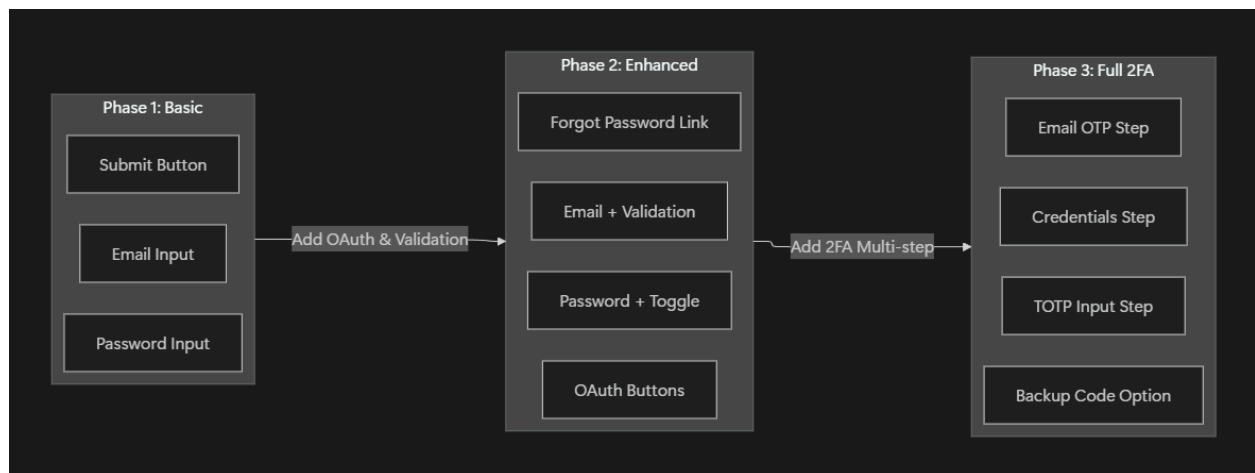 Phase 1: Basic
Submit Button
Email Input
Password Input
Add OAuth & Validation
Phase 2: Enhanced
Forgot Password Link
Email + Validation
Password + Toggle
OAuth Buttons
Add 2FA Multi-step
Phase 3: Full 2FA
Email OTP Step
Credentials Step
TOTP Input Step
Backup Code Option